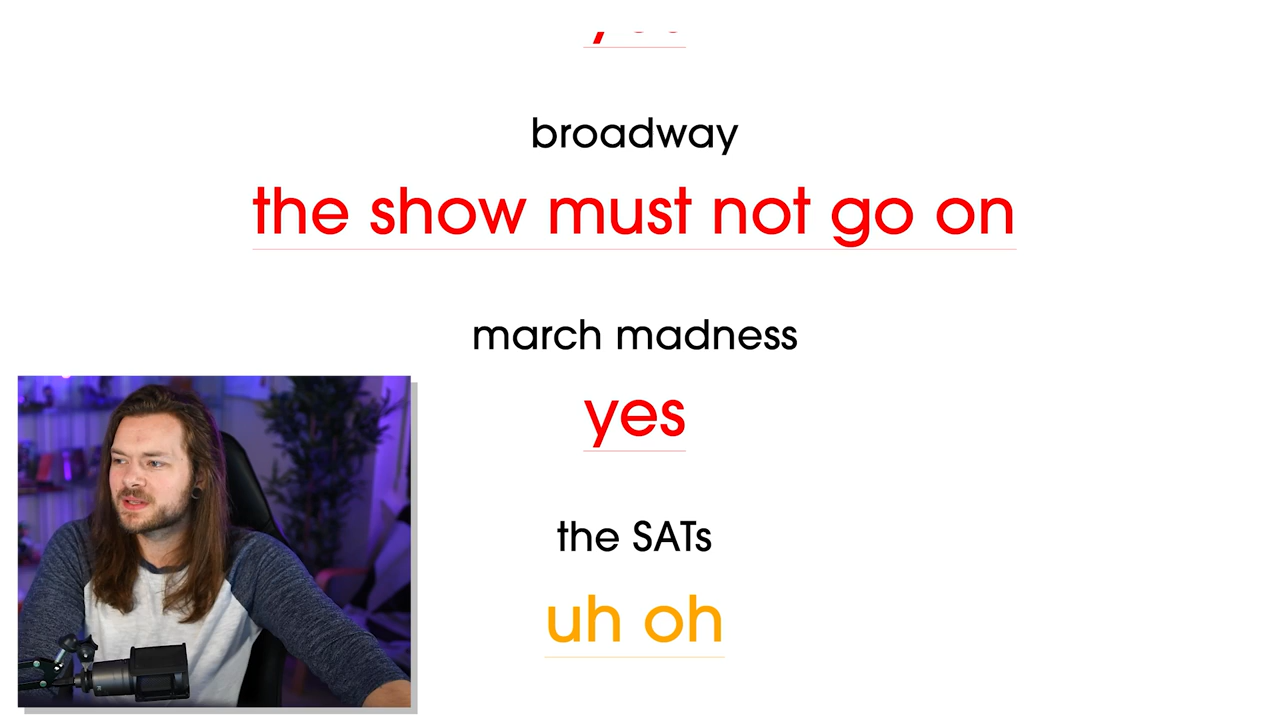 broadway
the show must not go on
march madness
yes
the SATs
uh oh